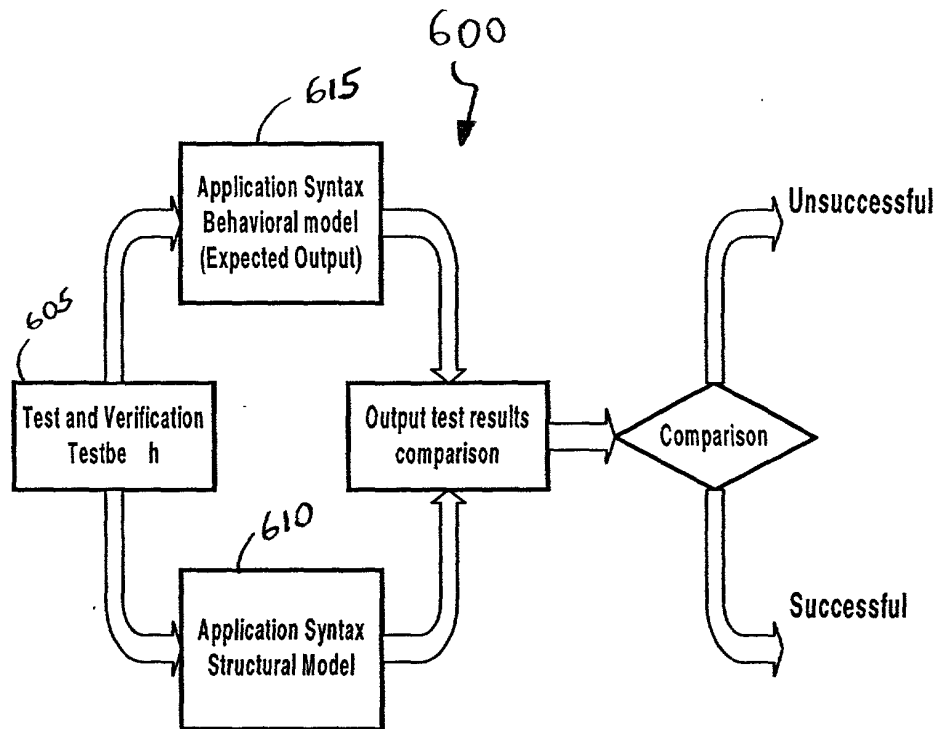 600
615
Application Syntax
Behavioral model
(Expected Output)
Unsuccessful
605
Test and Verification
Testbe h
Output test results
comparison
Comparison
610
Application Syntax
Structural Model
Successful